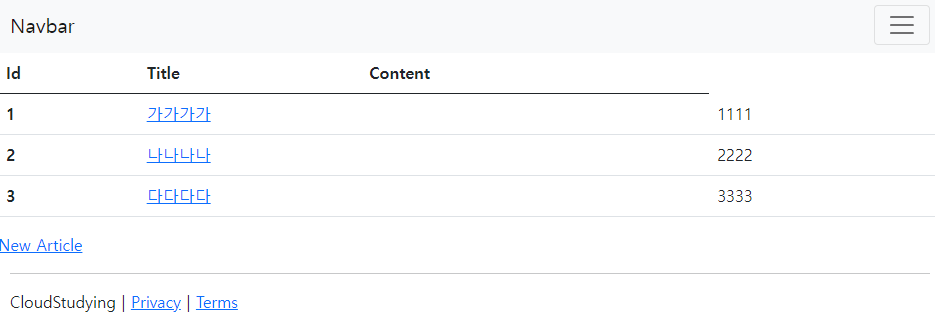 Navbar
Id Title Content
1 가가가가 1111
2 나나나나 2222
3 다다다다 3333
New Article
CloudStudying | Privacy | Terms